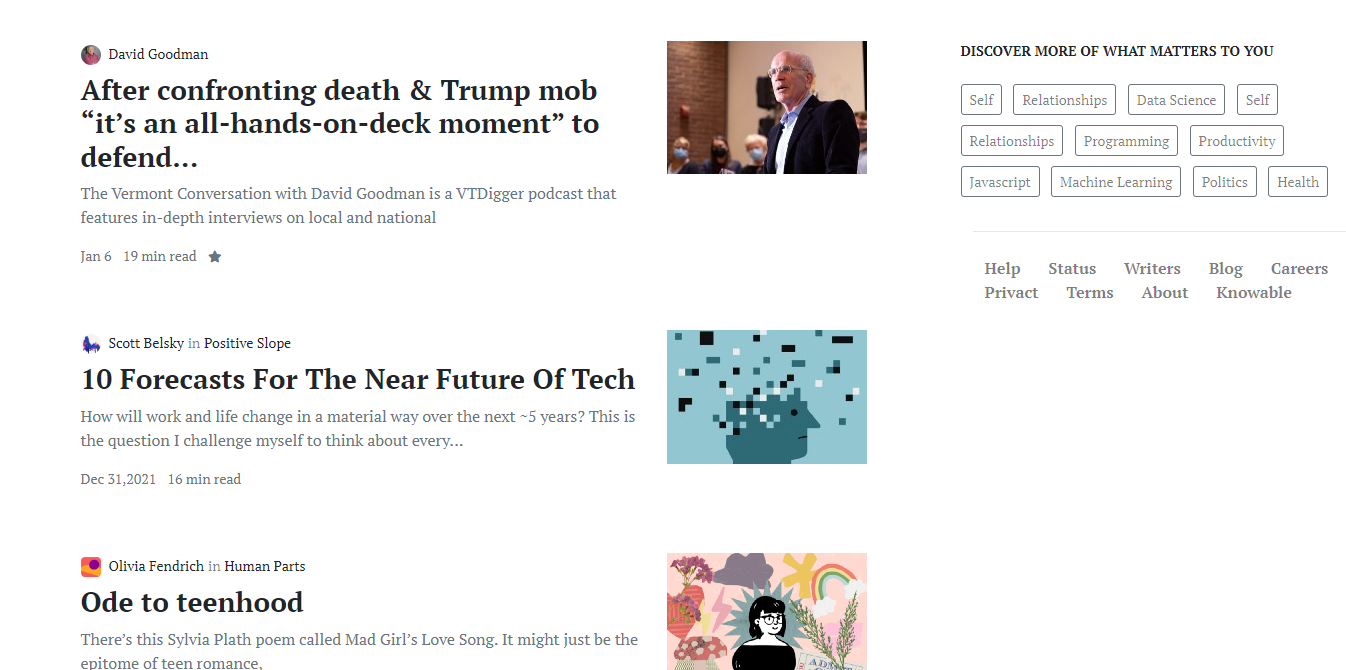 David Goodman
After confronting death & Trump mob
“it’s an all-hands-on-deck moment” to
defend…
The Vermont Conversation with David Goodman is a VTDigger podcast that
features in-depth interviews on local and national
Jan 6 19 min read
Scott Belsky in Positive Slope
10 Forecasts For The Near Future Of Tech
How will work and life change in a material way over the next ~5 years? This is
the question I challenge myself to think about every…
Dec 31,2021 16 min read
Olivia Fendrich in Human Parts
Ode to teenhood
There’s this Sylvia Plath poem called Mad Girl’s Love Song. It might just be the
epitome of teen romance,
DISCOVER MORE OF WHAT MATTERS TO YOU
Self Relationships Data Science Self
Relationships Programming Productivity
Javascript Machine Learning Politics Health
Help Status Writers Blog Careers
Privact Terms About Knowable